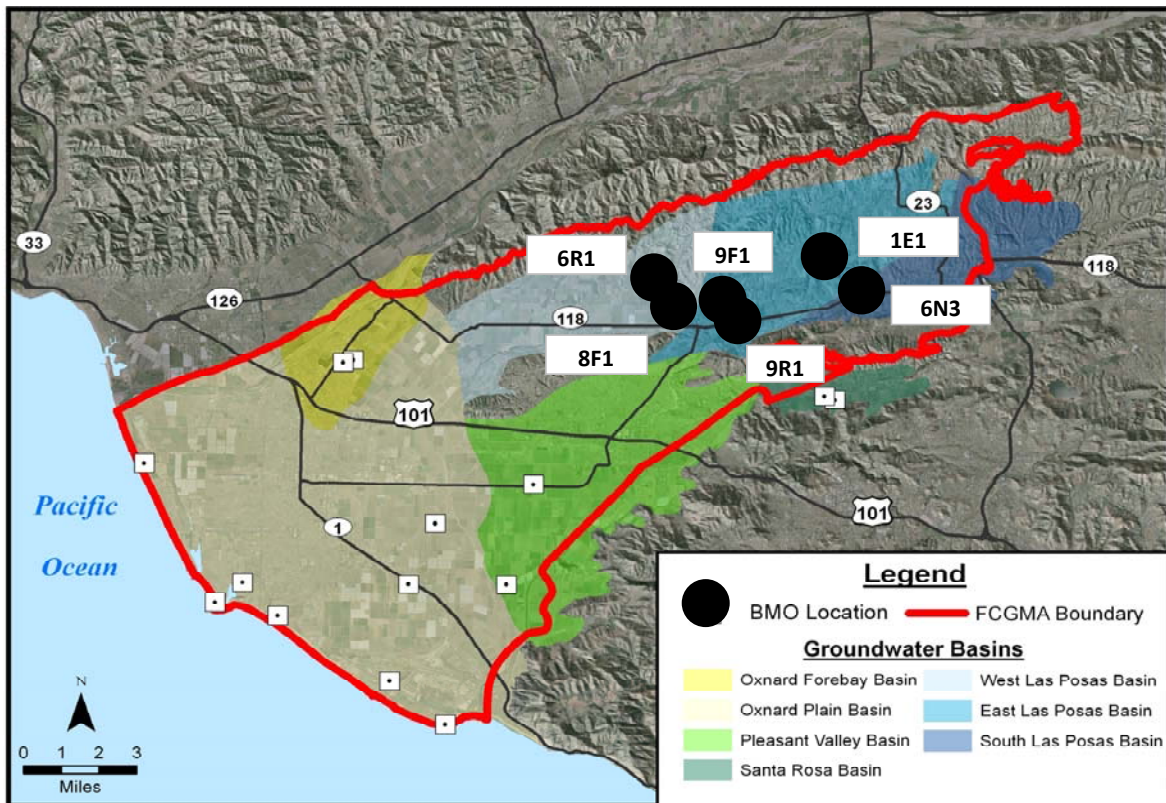 33
126
118
6R1
9F1
1E1
23
118
8F1
9R1
6N3
101
101
1
Pacific
Ocean
N
0 1 2 3
Miles
Legend
BMO Location
FCGMA Boundary
Groundwater Basins
Oxnard Forebay Basin
West Las Posas Basin
Oxnard Plain Basin
East Las Posas Basin
Pleasant Valley Basin
South Las Posas Basin
Santa Rosa Basin